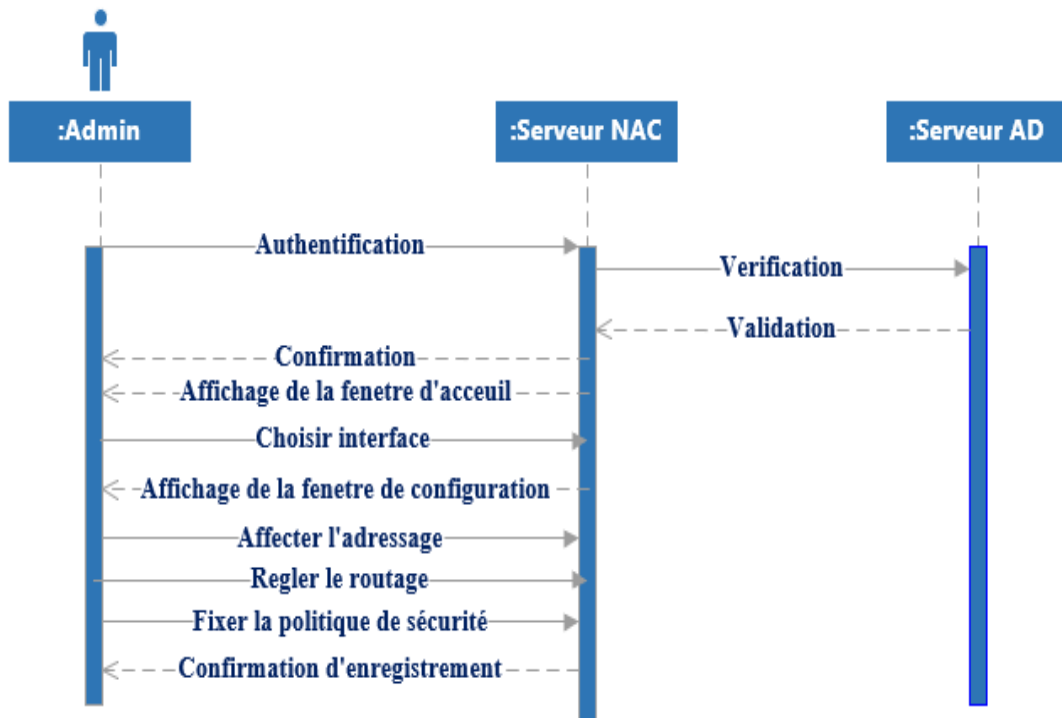 :Admin
:Serveur NAC
:Serveur AD
Authentification
Verification
Validation
Confirmation
Affichage de la fenetre d'acceuil
Choisir interface
Affichage de la fenetre de configuration
Affecter l'adressage
Regler le routage
Fixer la politique de sécurité
Confirmation d'enregistrement